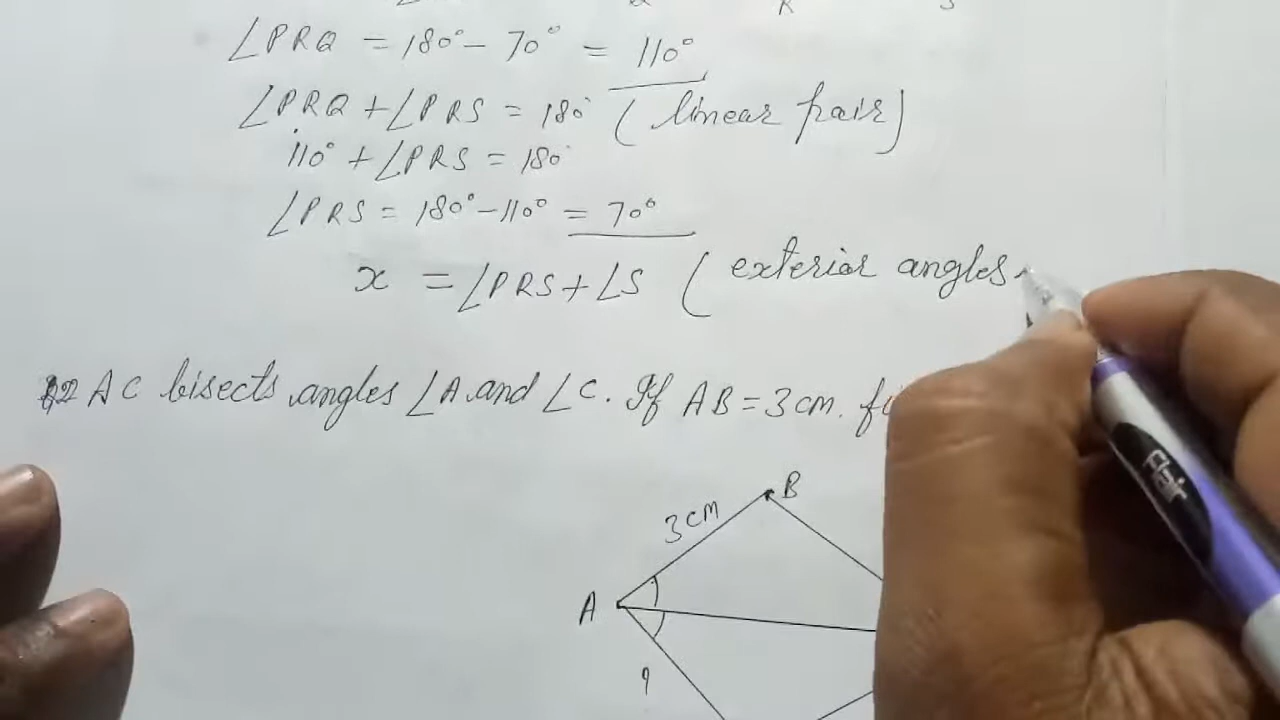 ∠PRQ = 180° - 70° = 110°
∠PRQ + ∠PRS = 180° (linear pair)
110° + ∠PRS = 180°
∠PRS = 180° - 110° = 70°
x = ∠PRS + ∠S (exterior angles
AC bisects angles ∠A and ∠C. If AB = 3cm.
B
3cm
A
?
Flair